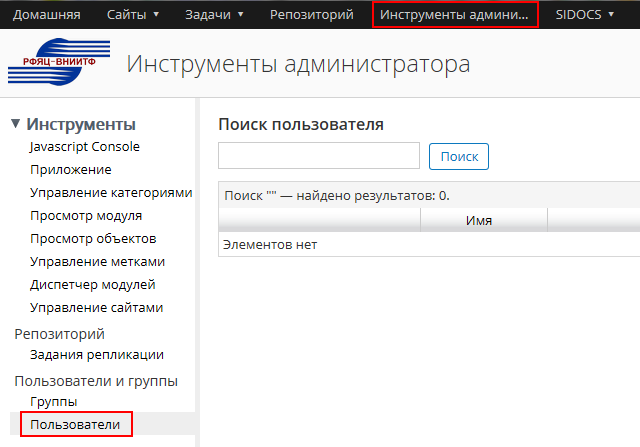 Домашняя Сайты Задачи Репозиторий Инструменты админи... SIDOCS
РФЯЦ-ВНИИТФ
Инструменты администратора
Инструменты
Javascript Console
Приложение
Управление категориями
Просмотр модуля
Просмотр объектов
Управление метками
Диспетчер модулей
Управление сайтами
Репозиторий
Задания репликации
Пользователи и группы
Группы
Пользователи
Поиск пользователя
Поиск
Поиск "" — найдено результатов: 0.
Имя
Элементов нет